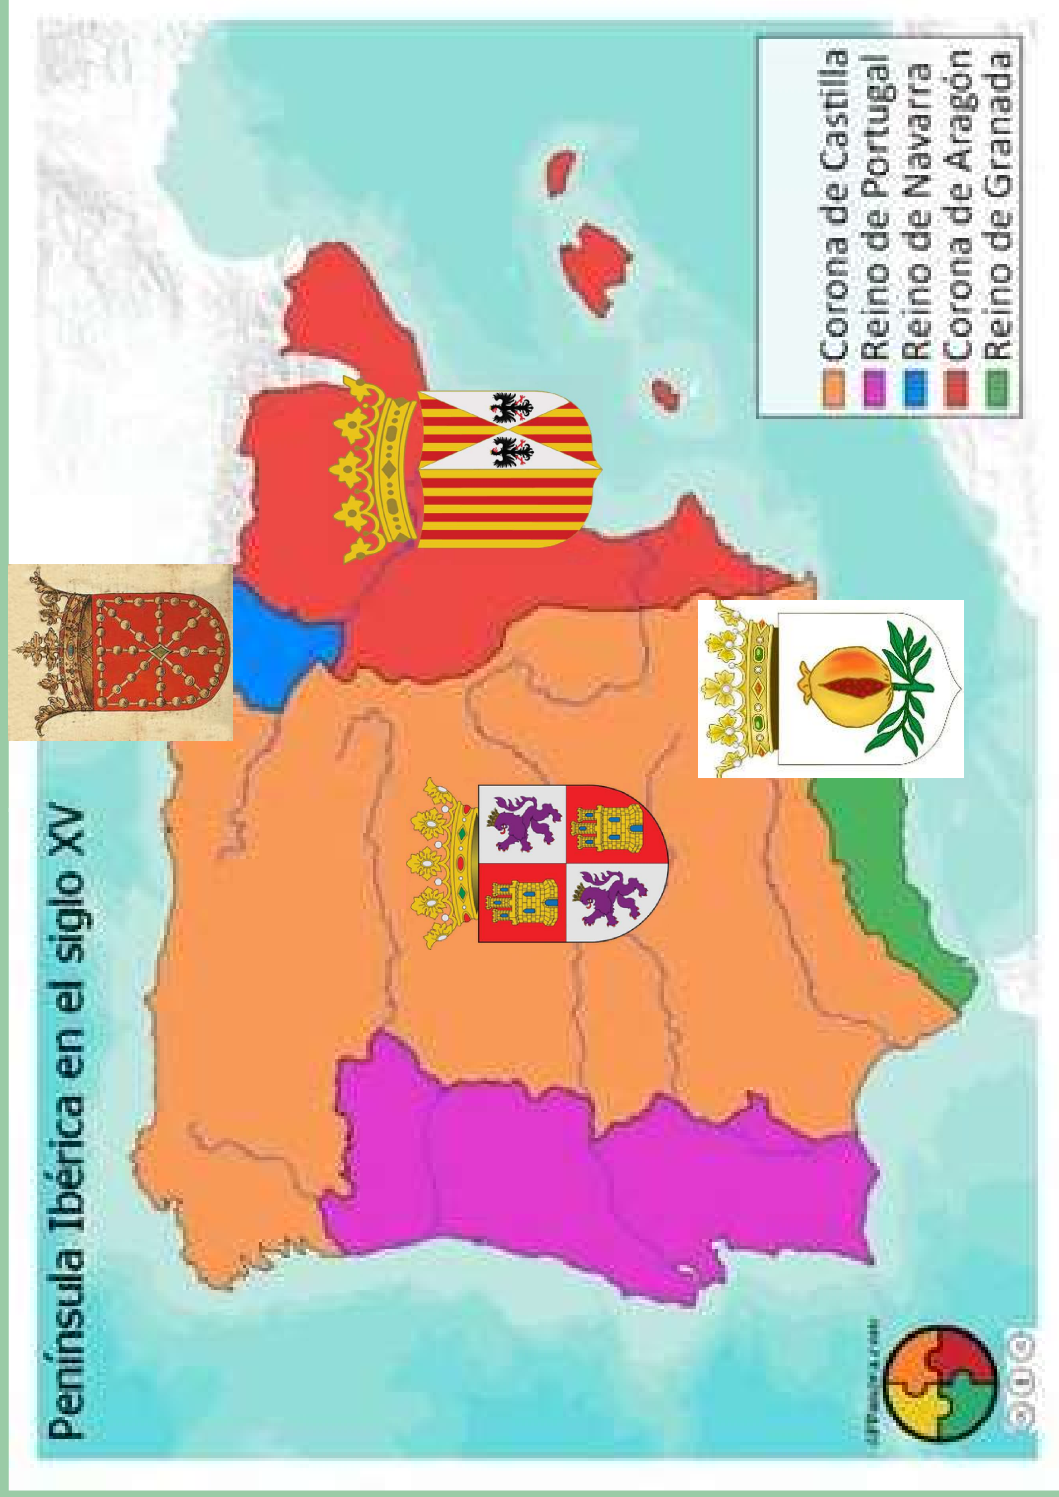 Península Ibérica en el siglo XV
Corona de Castilla
Reino de Portugal
Reino de Navarra
Corona de Aragón
Reino de Granada